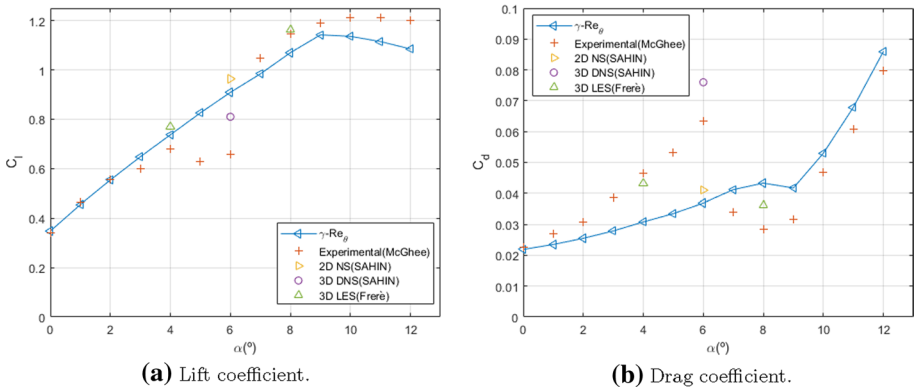 1.2
1
0.8
0.6
0.4
0.2
0
C_l
0 2 4 6 8 10 12
α(º)
γ-Re_θ
Experimental(McGhee)
2D NS(SAHIN)
3D DNS(SAHIN)
3D LES(Frerè)
(a) Lift coefficient.
0.1
0.09
0.08
0.07
0.06
0.05
0.04
0.03
0.02
0.01
0
C_d
0 2 4 6 8 10 12
α(º)
γ-Re_θ
Experimental(McGhee)
2D NS(SAHIN)
3D DNS(SAHIN)
3D LES(Frerè)
(b) Drag coefficient.